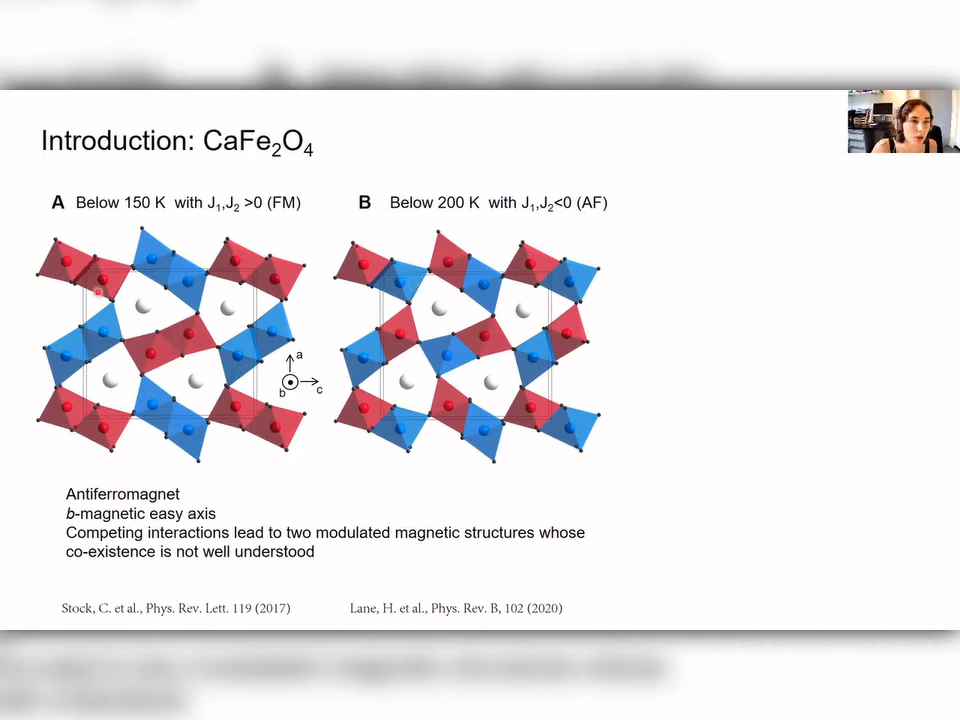 Introduction: CaFe₂O₄
A Below 150 K with J₁,J₂ >0 (FM)
B Below 200 K with J₁,J₂<0 (AF)
a
b
c
Antiferromagnet
b-magnetic easy axis
Competing interactions lead to two modulated magnetic structures whose
co-existence is not well understood
Stock, C. et al., Phys. Rev. Lett. 119 (2017)
Lane, H. et al., Phys. Rev. B, 102 (2020)